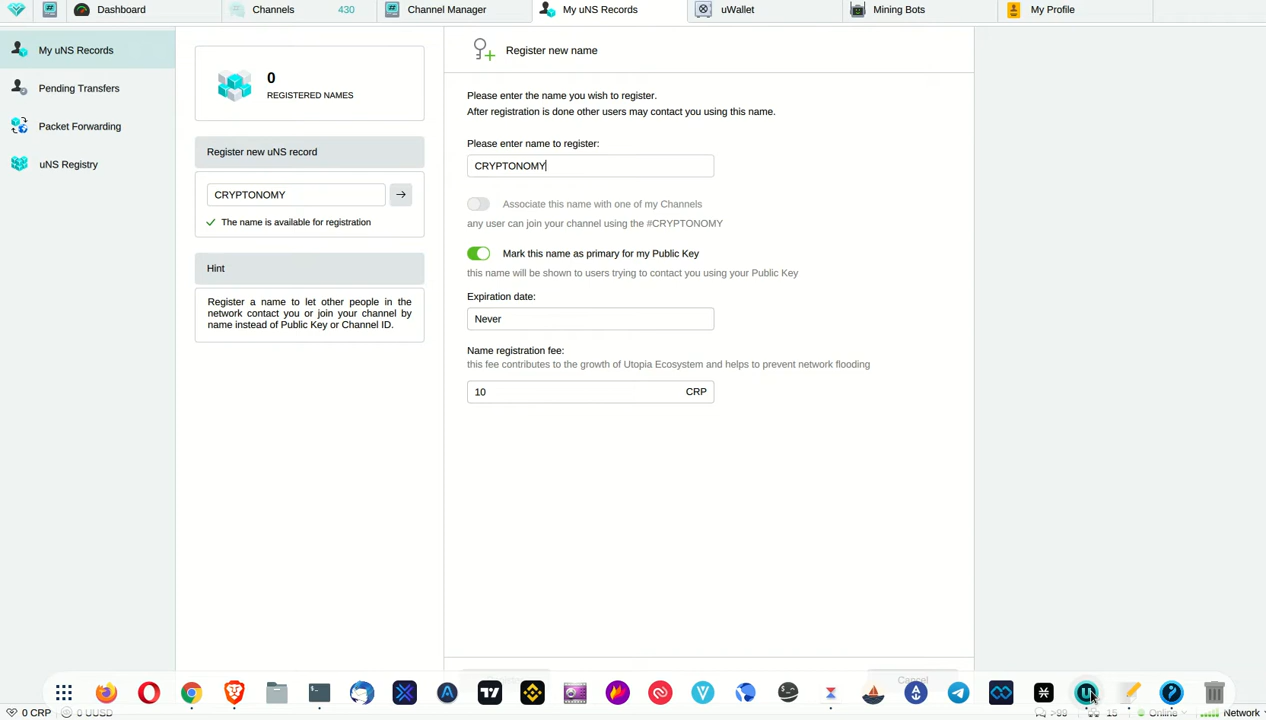 Dashboard
Channels 430
Channel Manager
My uNS Records
uWallet
Mining Bots
My Profile
My uNS Records
Pending Transfers
Packet Forwarding
uNS Registry
0
REGISTERED NAMES
Register new uNS record
CRYPTONOMY
The name is available for registration
Hint
Register a name to let other people in the
network contact you or join your channel by
name instead of Public Key or Channel ID.
Register new name
Please enter the name you wish to register.
After registration is done other users may contact you using this name.
Please enter name to register:
CRYPTONOMY
Associate this name with one of my Channels
any user can join your channel using the #CRYPTONOMY
Mark this name as primary for my Public Key
this name will be shown to users trying to contact you using your Public Key
Expiration date:
Never
Name registration fee:
this fee contributes to the growth of Utopia Ecosystem and helps to prevent network flooding
10 CRP
Cancel
0 CRP
0 UUSD
>99
15
Online
Network